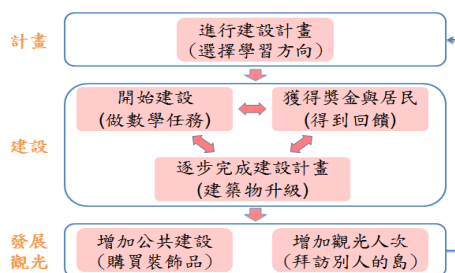 計畫
進行建設計畫
（選擇學習方向）
建設
開始建設
(做數學任務)
獲得獎金與居民
(得到回饋)
逐步完成建設計畫
(建築物升級)
發展
觀光
增加公共建設
（購買裝飾品）
增加觀光人次
（拜訪別人的島）